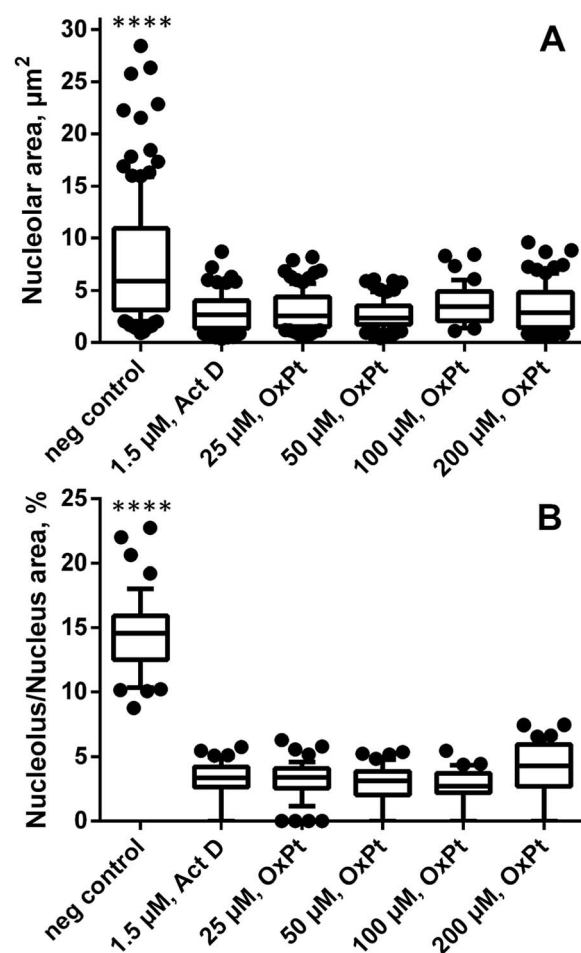 A
****
Nucleolar area, µm²
30
25
20
15
10
5
0
neg control
1.5 µM, Act D
25 µM, OxPt
50 µM, OxPt
100 µM, OxPt
200 µM, OxPt
B
****
Nucleolus/Nucleus area, %
25
20
15
10
5
0
neg control
1.5 µM, Act D
25 µM, OxPt
50 µM, OxPt
100 µM, OxPt
200 µM, OxPt